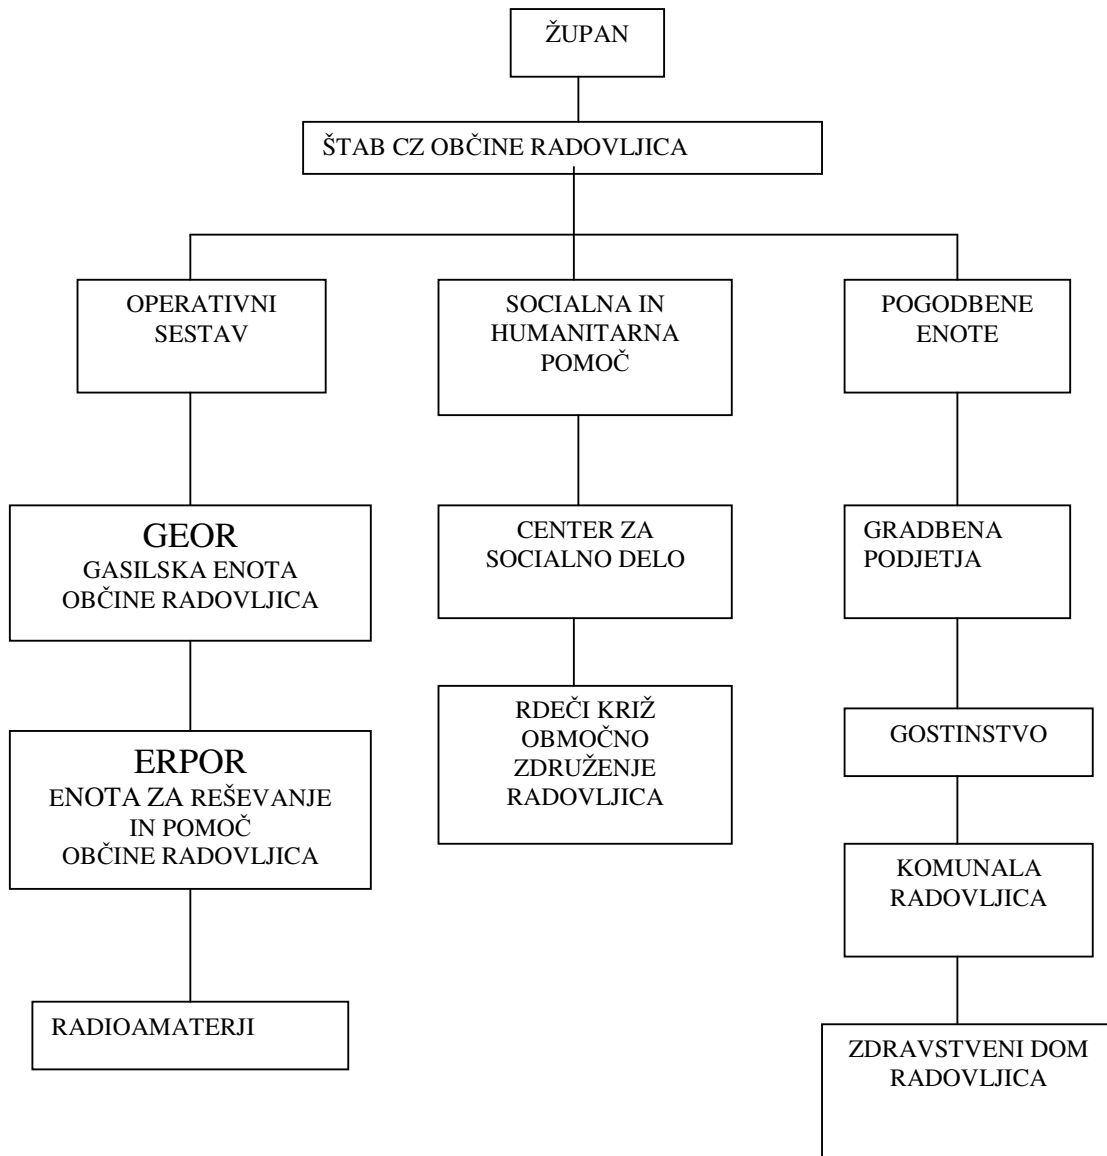 ŽUPAN
ŠTAB CZ OBČINE RADOVLJICA
OPERATIVNI
SESTAV
SOCIALNA IN
HUMANITARNA
POMOČ
POGODBENE
ENOTE
GEOR
GASILSKA ENOTA
OBČINE RADOVLJICA
CENTER ZA
SOCIALNO DELO
GRADBENA
PODJETJA
ERPOR
ENOTA ZA REŠEVANJE
IN POMOČ
OBČINE RADOVLJICA
RDEČI KRIŽ
OBMOČNO
ZDRUŽENJE
RADOVLJICA
GOSTINSTVO
KOMUNALA
RADOVLJICA
RADIOAMATERJI
ZDRAVSTVENI DOM
RADOVLJICA